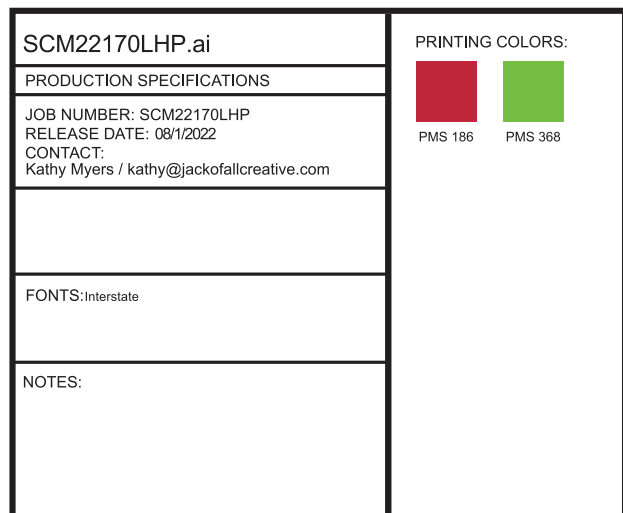 SCM22170LHP.ai
PRODUCTION SPECIFICATIONS
JOB NUMBER: SCM22170LHP
RELEASE DATE: 08/1/2022
CONTACT:
Kathy Myers / kathy@jackofallcreative.com
FONTS:Interstate
NOTES:
PRINTING COLORS:
PMS 186 PMS 368